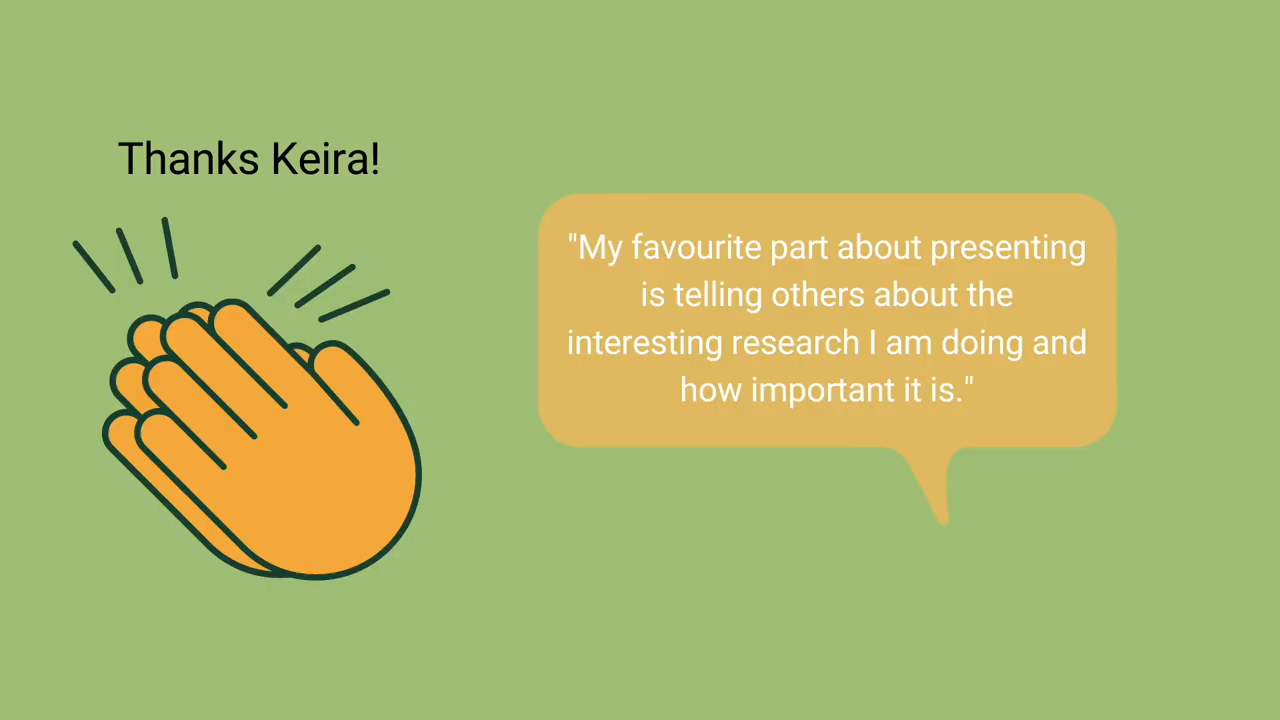 Thanks Keira!
"My favourite part about presenting
is telling others about the
interesting research I am doing and
how important it is."